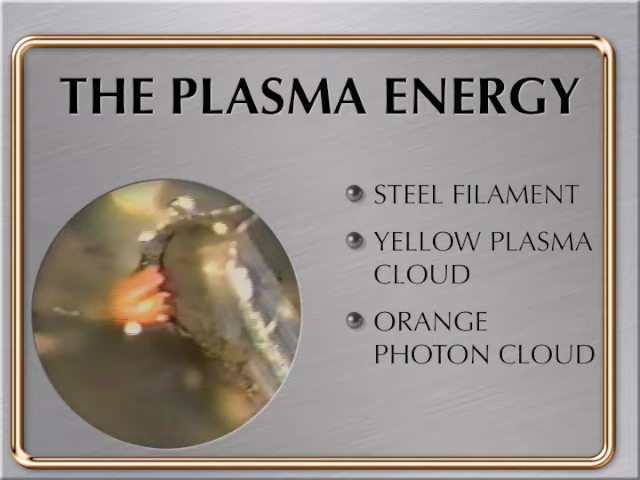 THE PLASMA ENERGY
STEEL FILAMENT
YELLOW PLASMA
CLOUD
ORANGE
PHOTON CLOUD